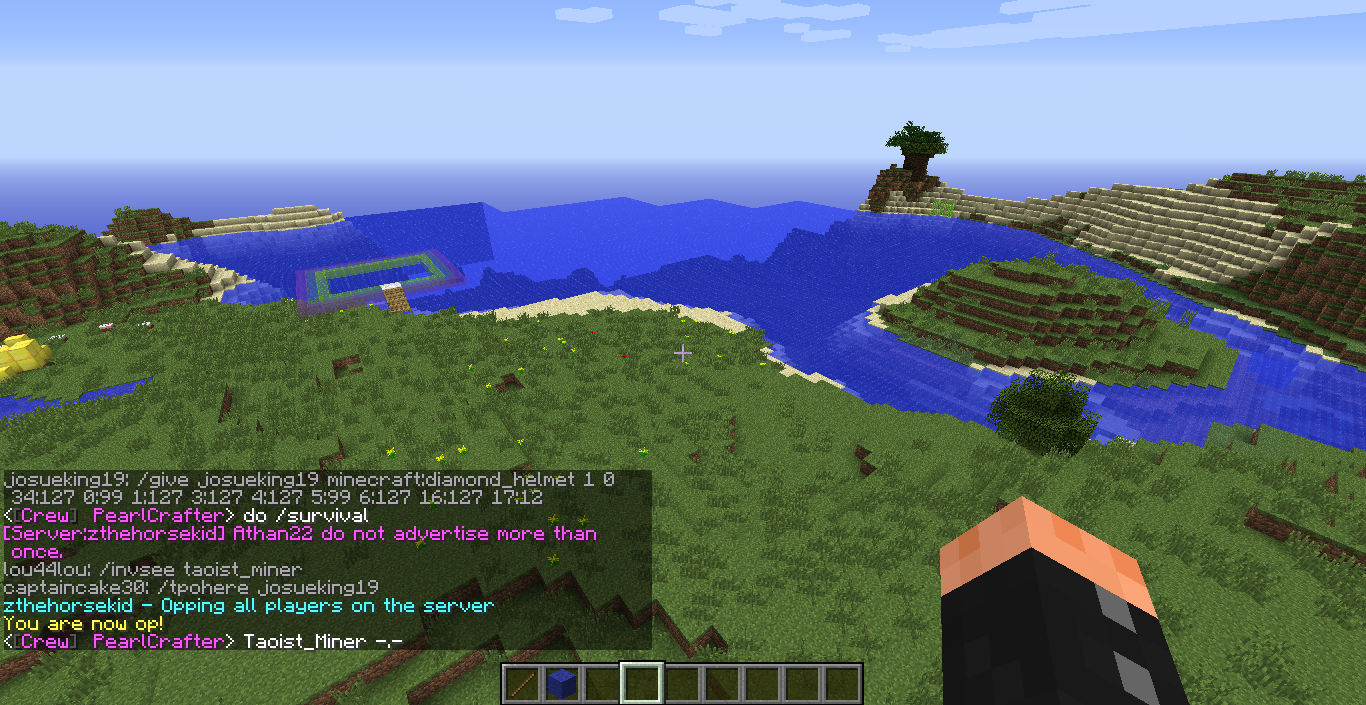 josueking19: /give josueking19 minecraft:diamond_helmet 1 0
34:127 0:99 1:127 3:127 4:127 5:99 6:127 16:127 17:12
<[Crew] PearlCrafter> do /survival
[Server:zthehorsekid] Athan22 do not advertise more than
once.
lou44lou: /invsee taoist_miner
captaincake30: /tpohere josueking19
zthehorsekid - Opping all players on the server
You are now op!
<[Crew] PearlCrafter> Taoist_Miner -.-